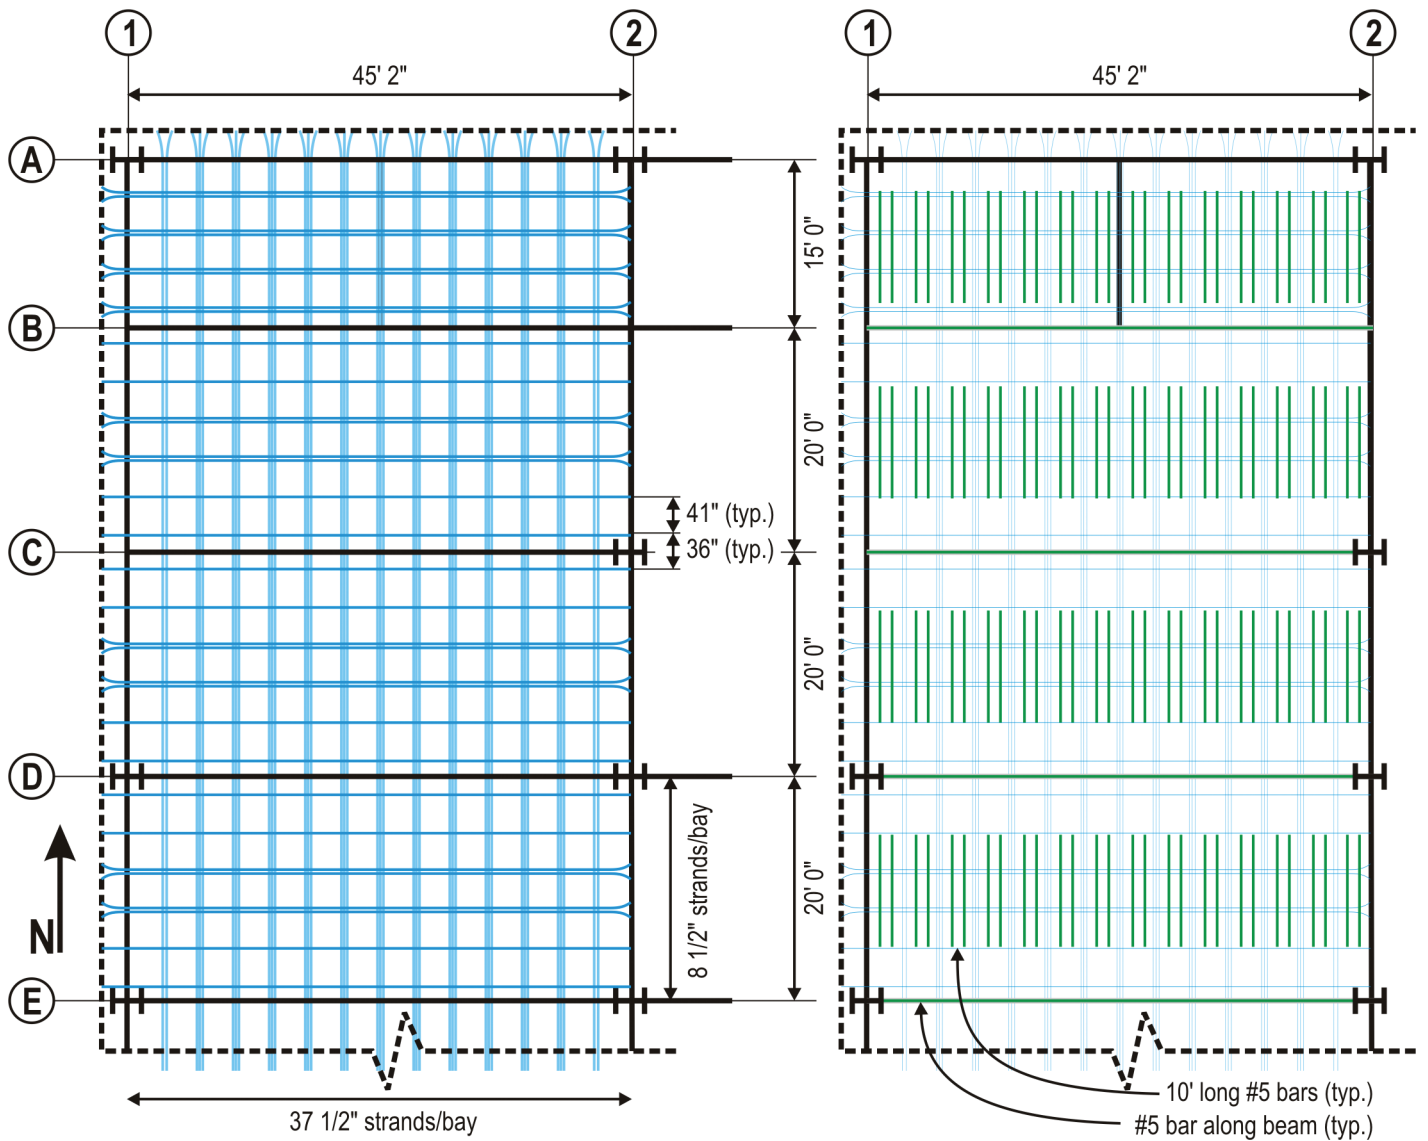 1
2
1
2
45' 2"
45' 2"
A
15' 0"
B
20' 0"
41" (typ.)
36" (typ.)
C
20' 0"
D
8 1/2" strands/bay
20' 0"
N
E
10' long #5 bars (typ.)
37 1/2" strands/bay
#5 bar along beam (typ.)